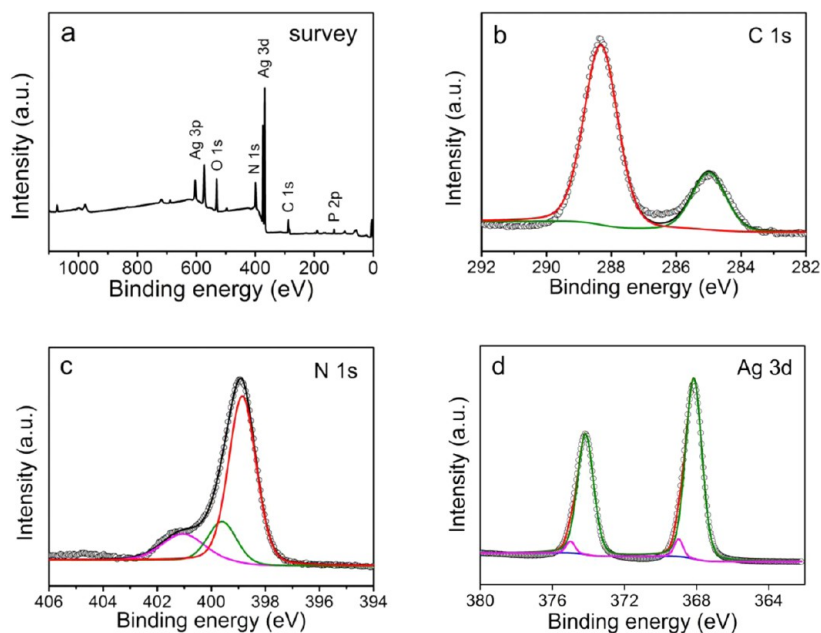 a
survey
Ag 3d
Ag 3p
O 1s
N 1s
C 1s
P 2p
Intensity (a.u.)
1000 800 600 400 200 0
Binding energy (eV)
b
C 1s
Intensity (a.u.)
292 290 288 286 284 282
Binding energy (eV)
c
N 1s
Intensity (a.u.)
406 404 402 400 398 396 394
Binding energy (eV)
d
Ag 3d
Intensity (a.u.)
380 376 372 368 364
Binding energy (eV)